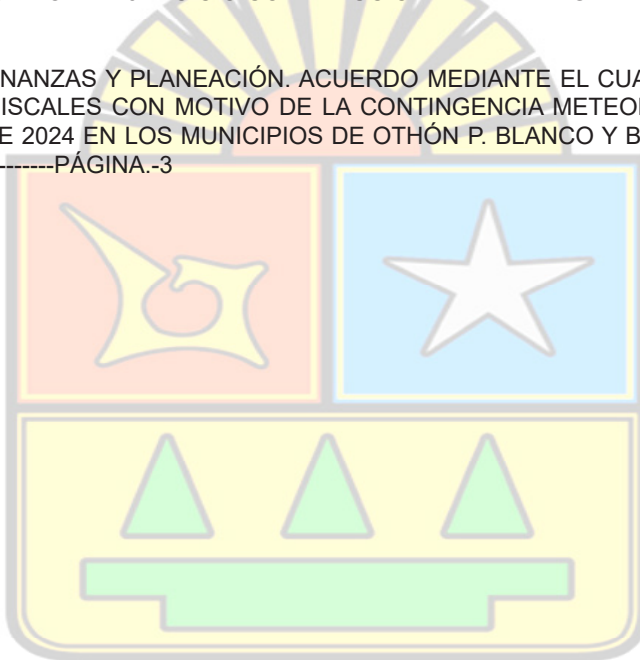 NANZAS Y PLANEACIÓN. ACUERDO MEDIANTE EL CUA
ISCALES CON MOTIVO DE LA CONTINGENCIA METEO
E 2024 EN LOS MUNICIPIOS DE OTHÓN P. BLANCO Y B
-------PÁGINA.-3